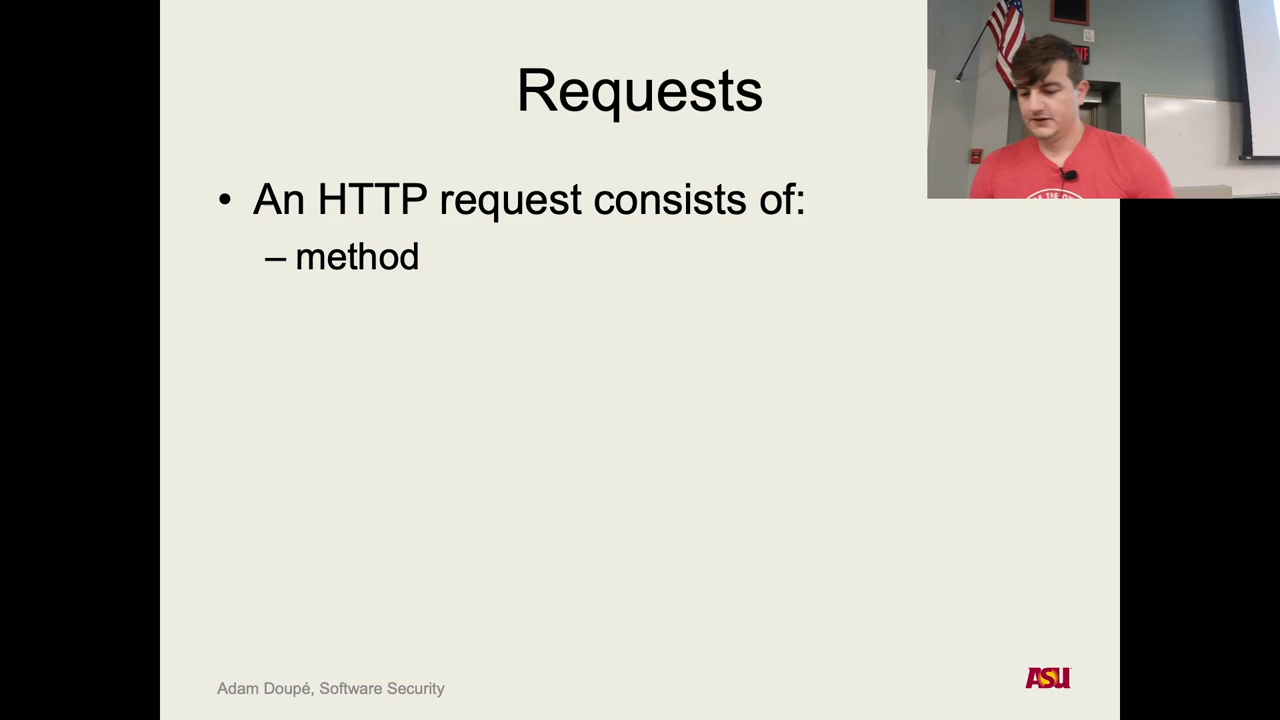 Requests
• An HTTP request consists of:
– method
Adam Doupé, Software Security
ASU